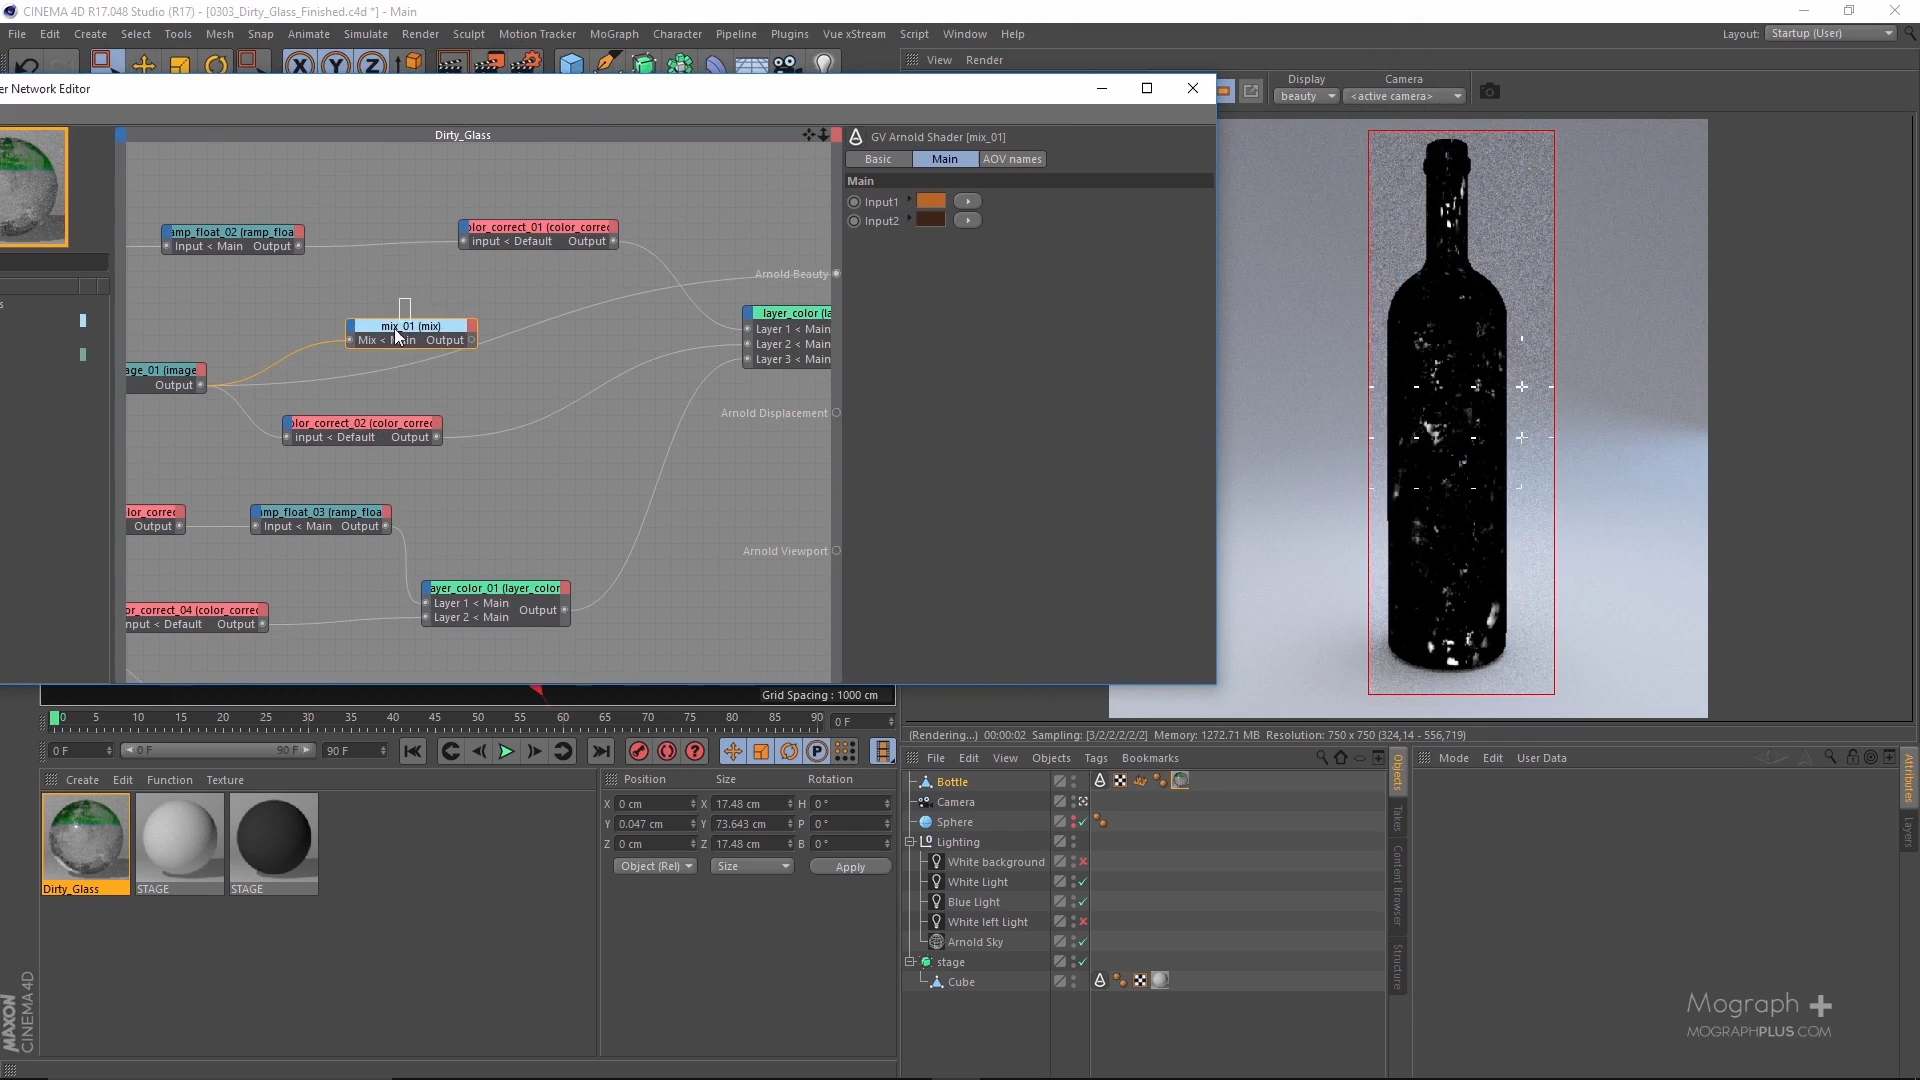 CINEMA 4D R17.048 Studio (R17) - [0303_Dirty_Glass_Finished.c4d *] - Main
File Edit Create Select Tools Mesh Snap Animate Simulate Render Sculpt Motion Tracker MoGraph Character Pipeline Plugins Vue xStream Script Window Help
Layout: Startup (User)
View Render
Display Camera
beauty <active camera>
er Network Editor
Dirty_Glass
GV Arnold Shader [mix_01]
Basic Main AOV names
Main
Input1
Input2
amp_float_02 (ramp_floa
Input < Main Output
olor_correct_01 (color_correc
input < Default Output
Arnold Beauty
mix_01 (mix)
Mix < Main Output
layer_color (la
Layer 1 < Main
Layer 2 < Main
Layer 3 < Main
age_01 (image
Output
Arnold Displacement
olor_correct_02 (color_correc
input < Default Output
lor_correc
Output
mp_float_03 (ramp_floa
Input < Main Output
Arnold Viewport
ayer_color_01 (layer_color
Layer 1 < Main
Layer 2 < Main
Output
or_correct_04 (color_correc
nput < Default Output
Grid Spacing : 1000 cm
0 5 10 15 20 25 30 35 40 45 50 55 60 65 70 75 80 85 90 0 F
0 F 0 F 90 F 90 F
(Rendering...) 00:00:02 Sampling: [3/2/2/2/2/2] Memory: 1272.71 MB Resolution: 750 x 750 (324,14 - 556,719)
Create Edit Function Texture
Dirty_Glass
STAGE
STAGE
Position Size Rotation
X 0 cm X 17.48 cm H 0 °
Y 0.047 cm Y 73.643 cm P 0 °
Z 0 cm Z 17.48 cm B 0 °
Object (Rel) Size Apply
File Edit View Objects Tags Bookmarks
Bottle
Camera
Sphere
Lighting
White background
White Light
Blue Light
White left Light
Arnold Sky
stage
Cube
Objects
Takes
Content Browser
Structure
Mode Edit User Data
Attributes
Layers
MAXON
CINEMA 4D
Mograph +
MOGRAPHPLUS.COM